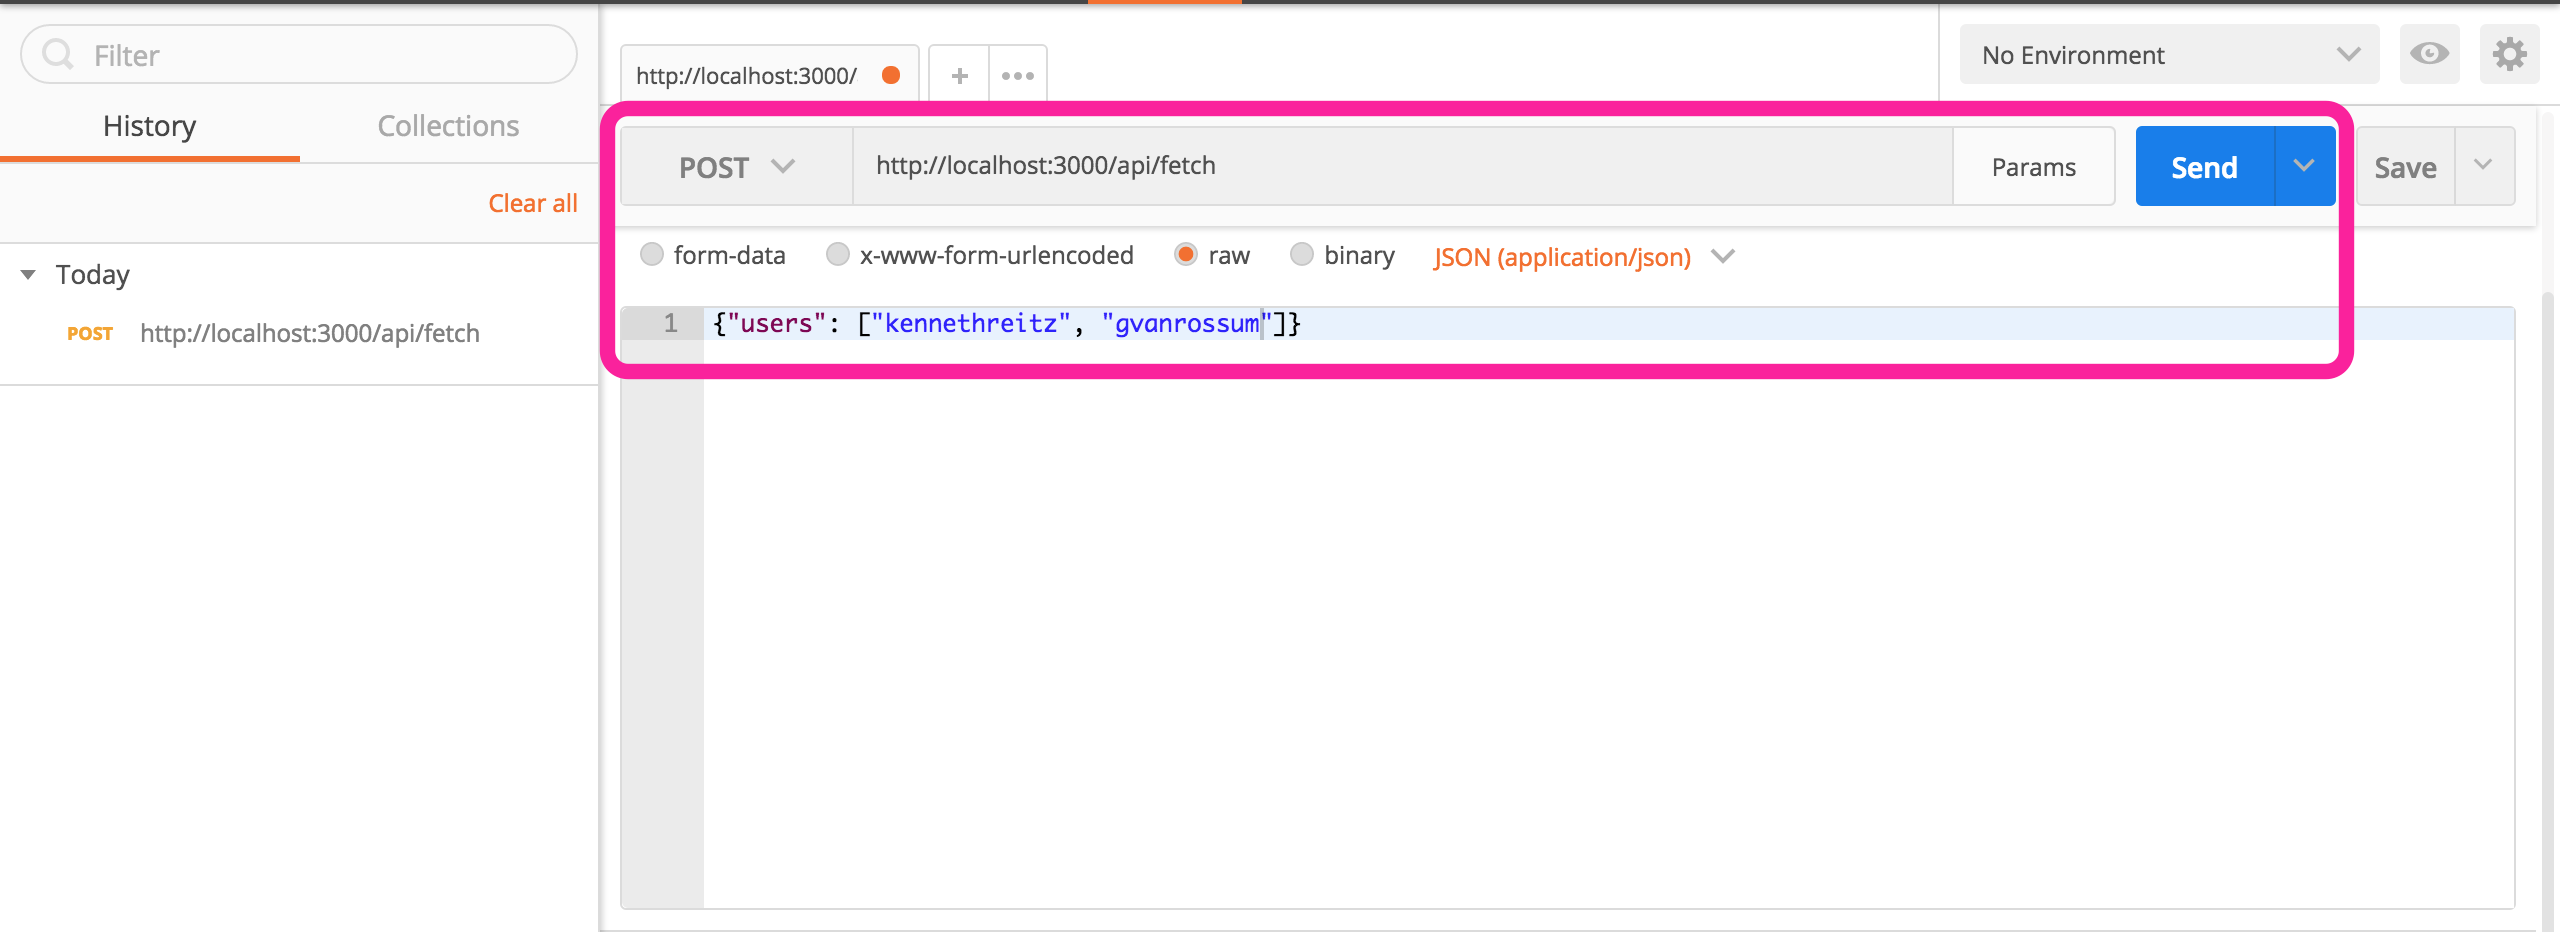 Filter
History Collections
Clear all
Today
POST http://localhost:3000/api/fetch
http://localhost:3000/
No Environment
POST http://localhost:3000/api/fetch Params Send Save
form-data x-www-form-urlencoded raw binary JSON (application/json)
1 {"users": ["kennethreitz", "gvanrossum"]}